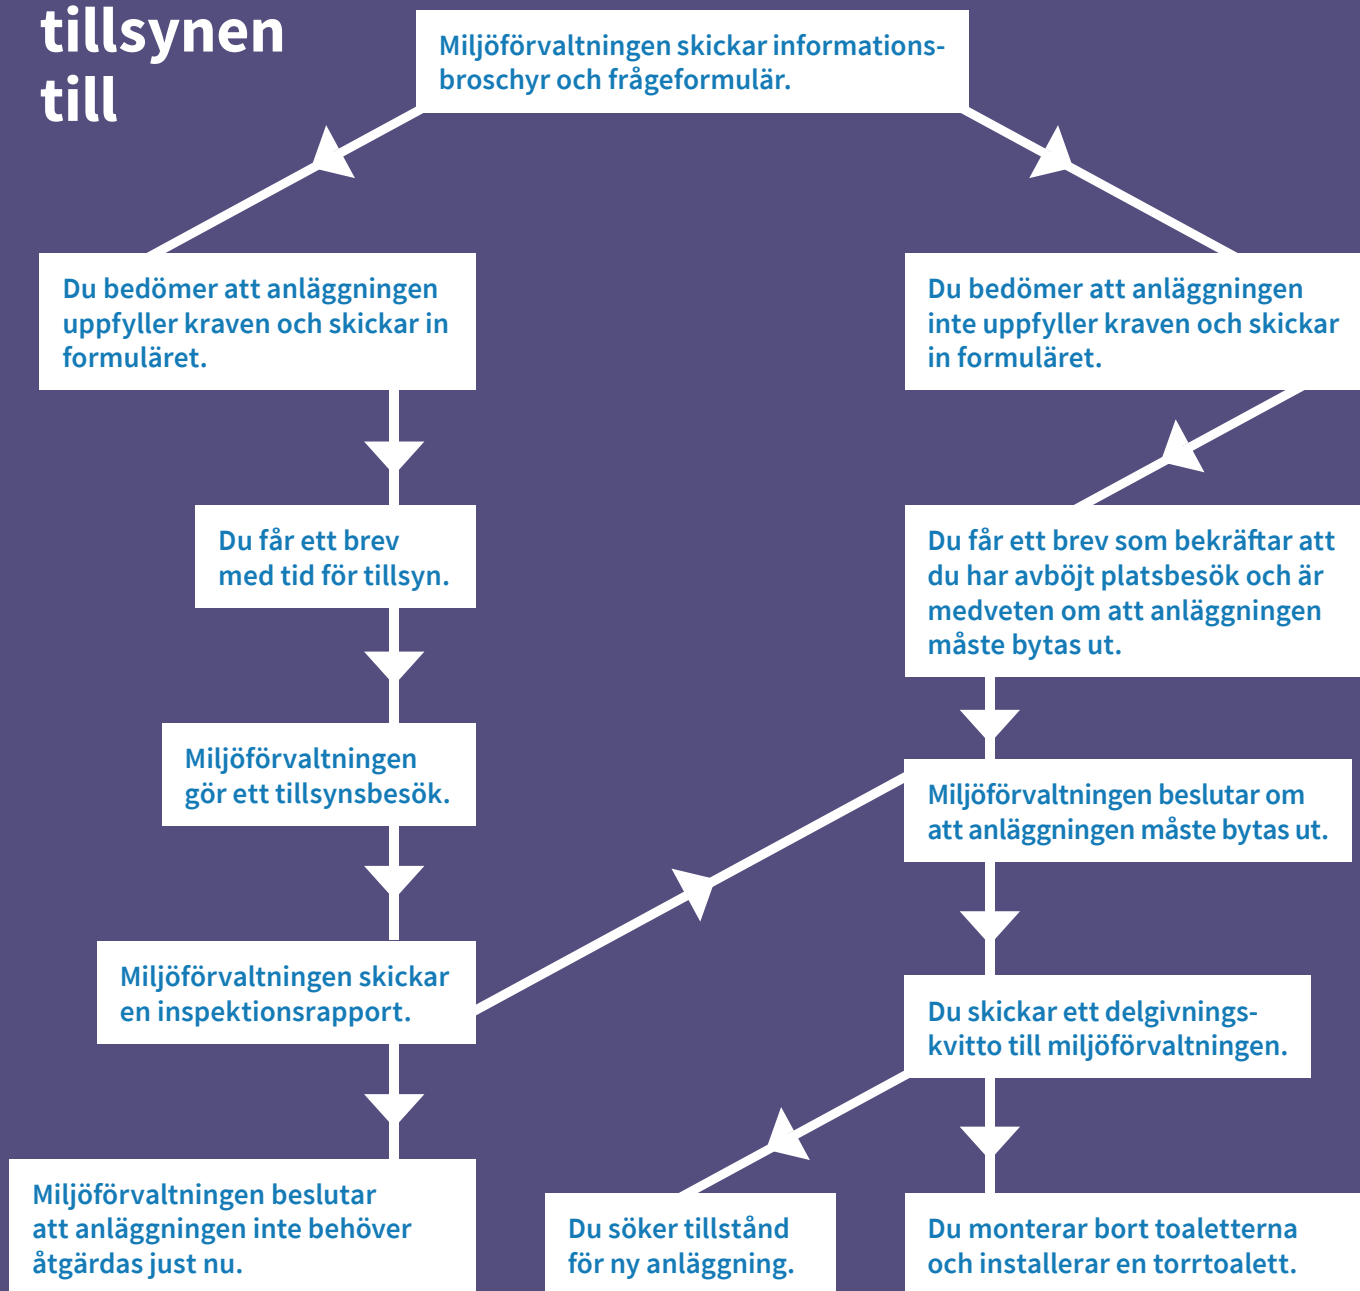 tillsynen
till
Miljöförvaltningen skickar informations-
broschyr och frågeformulär.
Du bedömer att anläggningen
uppfyller kraven och skickar in
formuläret.
Du bedömer att anläggningen
inte uppfyller kraven och skickar
in formuläret.
Du får ett brev
med tid för tillsyn.
Du får ett brev som bekräftar att
du har avböjt platsbesök och är
medveten om att anläggningen
måste bytas ut.
Miljöförvaltningen
gör ett tillsynsbesök.
Miljöförvaltningen beslutar om
att anläggningen måste bytas ut.
Miljöförvaltningen skickar
en inspektionsrapport.
Du skickar ett delgivnings-
kvitto till miljöförvaltningen.
Miljöförvaltningen beslutar
att anläggningen inte behöver
åtgärdas just nu.
Du söker tillstånd
för ny anläggning.
Du monterar bort toaletterna
och installerar en torrtoalett.